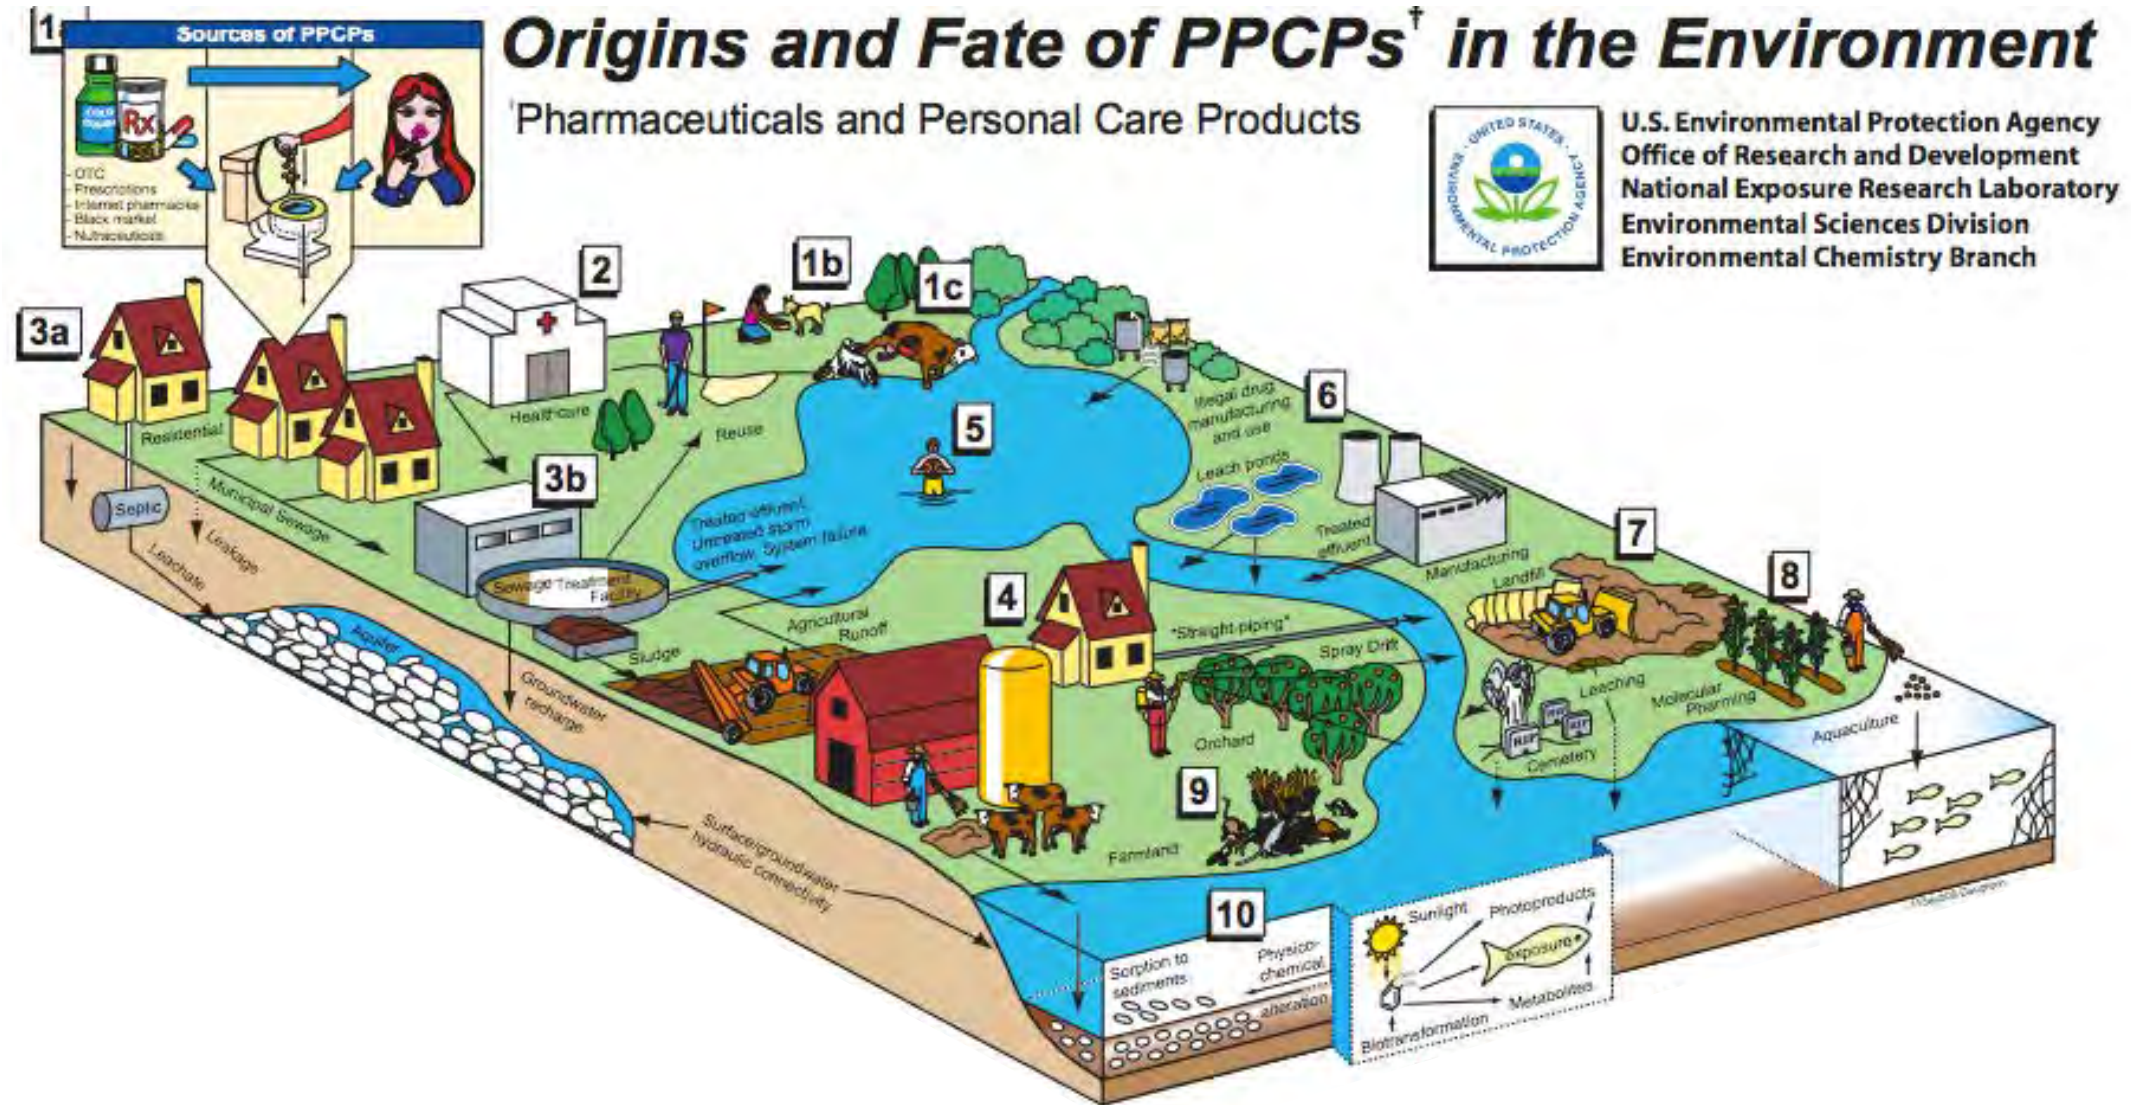 1
Sources of PPCPs
Rx
- OTC
- Prescriptions
- Internet pharmacies
- Black market
- Nutraceuticals
Origins and Fate of PPCPs† in the Environment
†Pharmaceuticals and Personal Care Products
UNITED STATES
ENVIRONMENTAL PROTECTION AGENCY
U.S. Environmental Protection Agency
Office of Research and Development
National Exposure Research Laboratory
Environmental Sciences Division
Environmental Chemistry Branch
3a
Residential
Septic
Leachate
Leakage
Municipal Sewage
2
Healthcare
1b
1c
Reuse
3b
Sewage Treatment
Facility
Sludge
Groundwater
recharge
Aquifer
Surface/groundwater
hydraulic connectivity
5
Treated effluent,
Untreated storm
overflow, System failure
Agricultural
Runoff
4
"Straight-piping"
Spray Drift
Orchard
Farmland
9
Illegal drug
manufacturing
and use
6
Leach ponds
Treated
effluent
Manufacturing
7
Landfill
Leaching
RIP
RIP
RIP
Cemetery
8
Molecular
Pharming
Aquaculture
10
Sorption to
sediments
Physico-
chemical
alteration
Sunlight
Photoproducts
exposure
Metabolites
Biotransformation